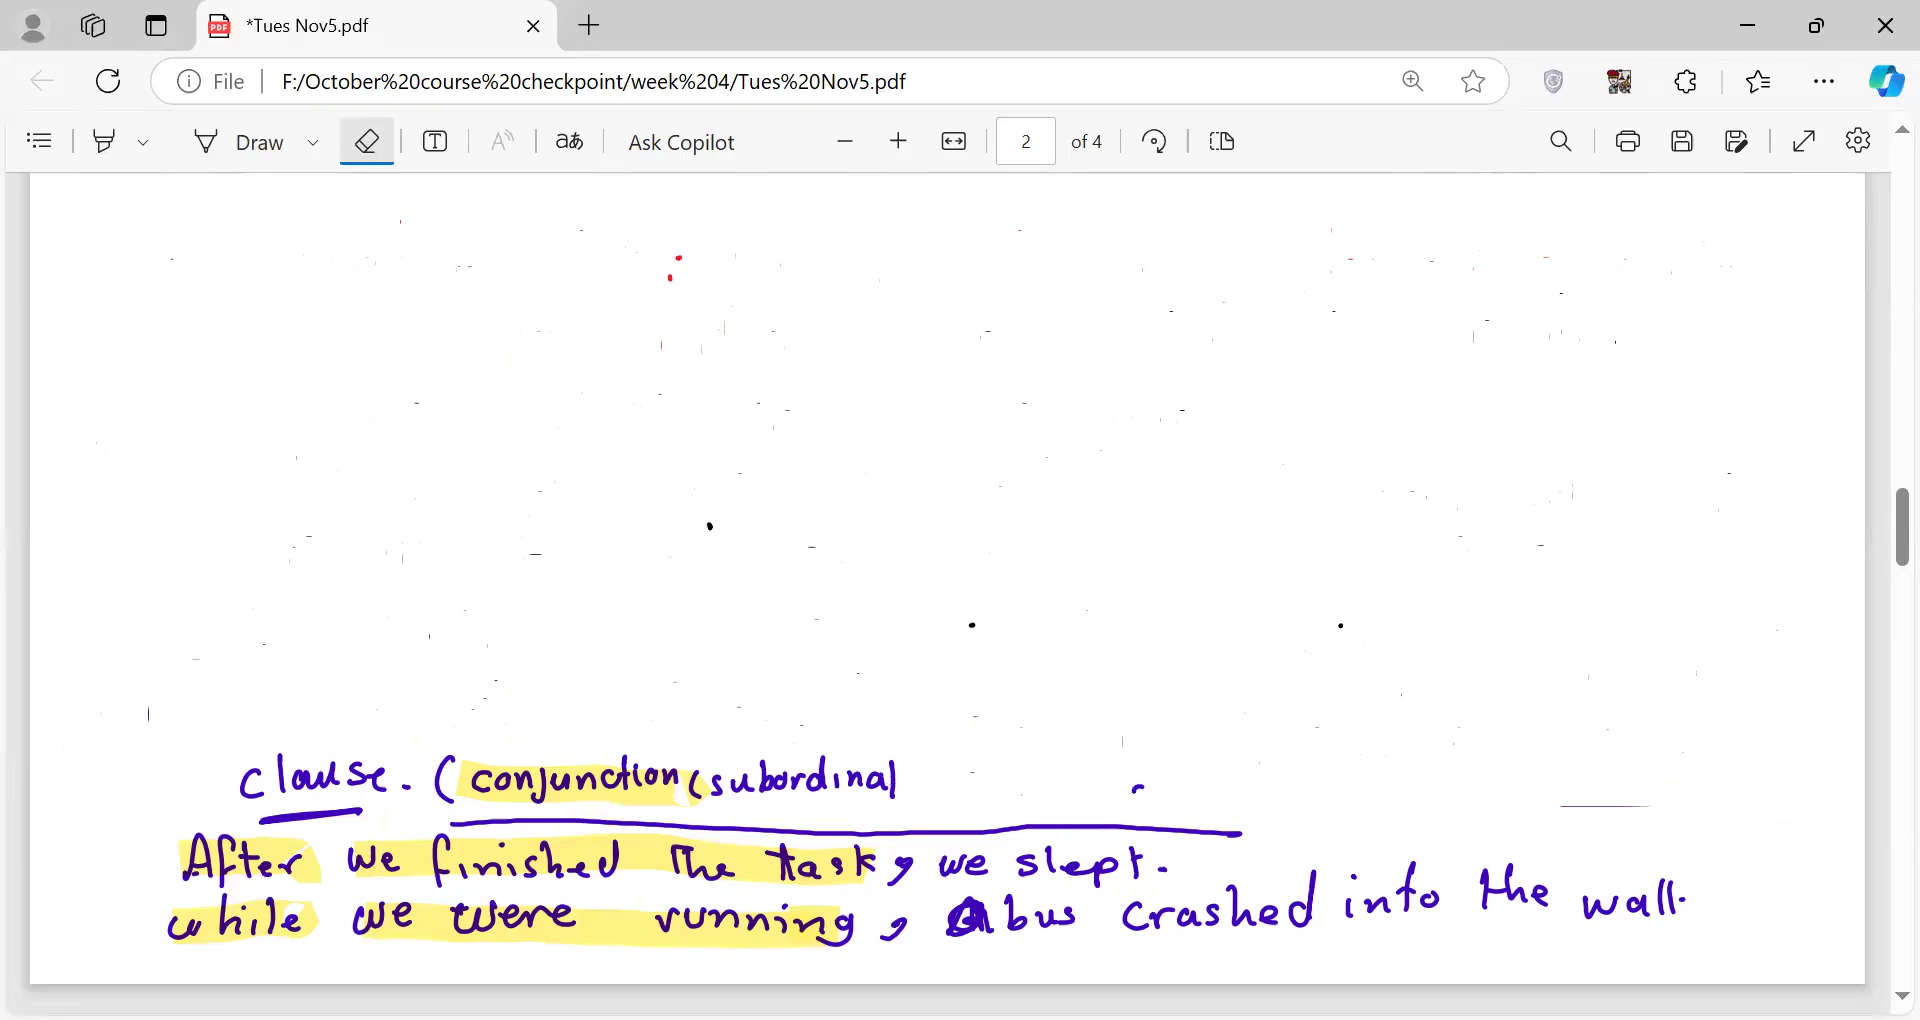 *Tues Nov5.pdf
File F:/October%20course%20checkpoint/week%204/Tues%20Nov5.pdf
Draw Ask Copilot 2 of 4
clause. (conjunction (subordinal
After we finished the task, we slept.
while we were running, a bus crashed into the wall.